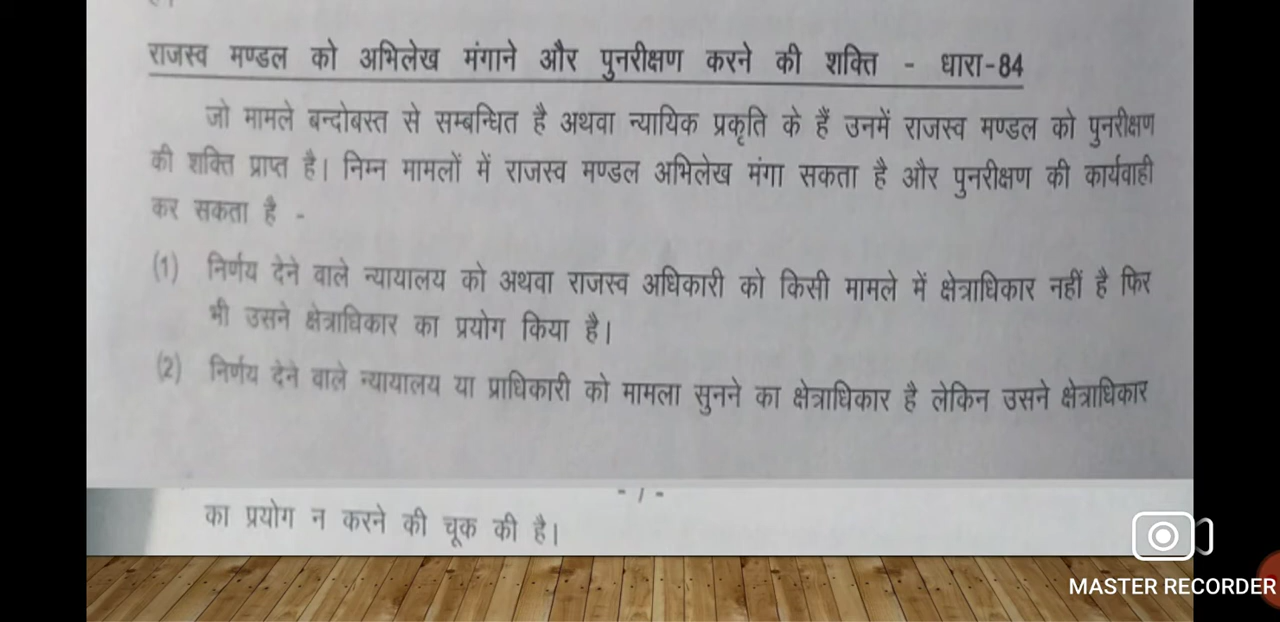 राजस्व मण्डल को अभिलेख मंगाने और पुनरीक्षण करने की शक्ति - धारा-84
जो मामले बन्दोबस्त से सम्बन्धित है अथवा न्यायिक प्रकृति के हैं उनमें राजस्व मण्डल को पुनरीक्षण
की शक्ति प्राप्त है। निम्न मामलों में राजस्व मण्डल अभिलेख मंगा सकता है और पुनरीक्षण की कार्यवाही
कर सकता है -
(1) निर्णय देने वाले न्यायालय को अथवा राजस्व अधिकारी को किसी मामले में क्षेत्राधिकार नहीं है फिर
भी उसने क्षेत्राधिकार का प्रयोग किया है।
(2) निर्णय देने वाले न्यायालय या प्राधिकारी को मामला सुनने का क्षेत्राधिकार है लेकिन उसने क्षेत्राधिकार
का प्रयोग न करने की चूक की है।
MASTER RECORDER